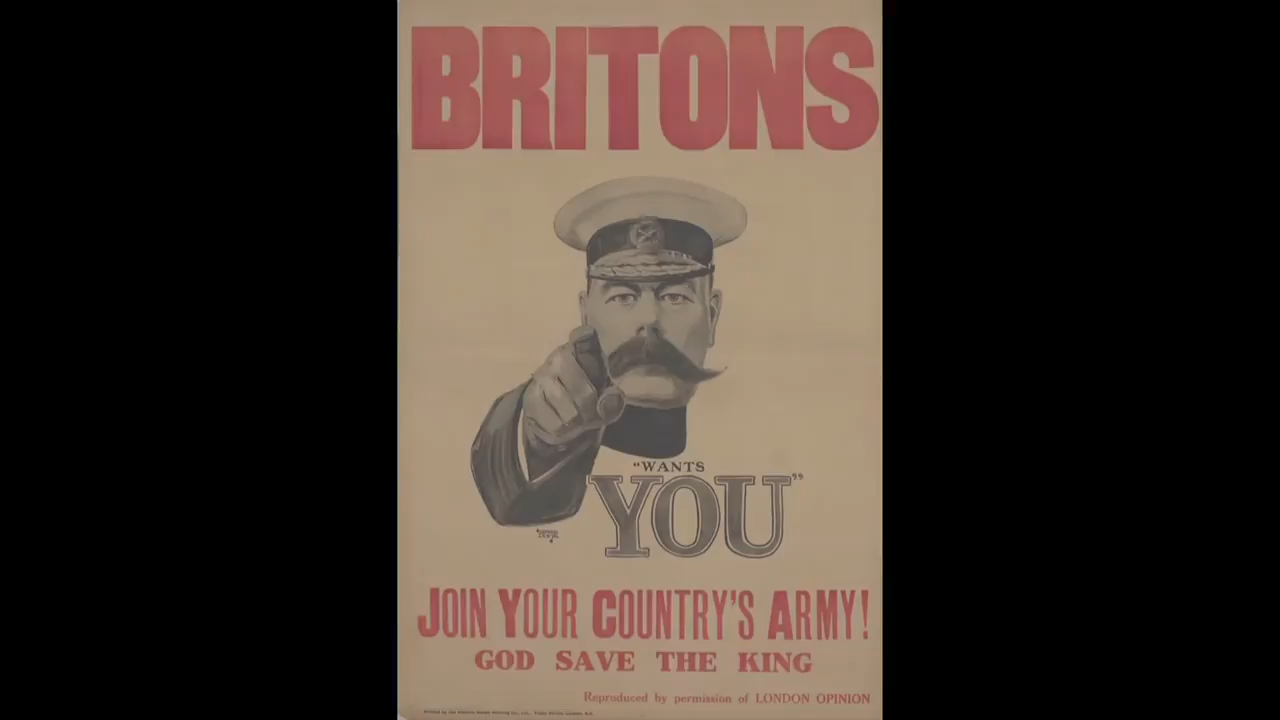 BRITONS
"WANTS
YOU"
JOIN YOUR COUNTRY'S ARMY!
GOD SAVE THE KING
Reproduced by permission of LONDON OPINION